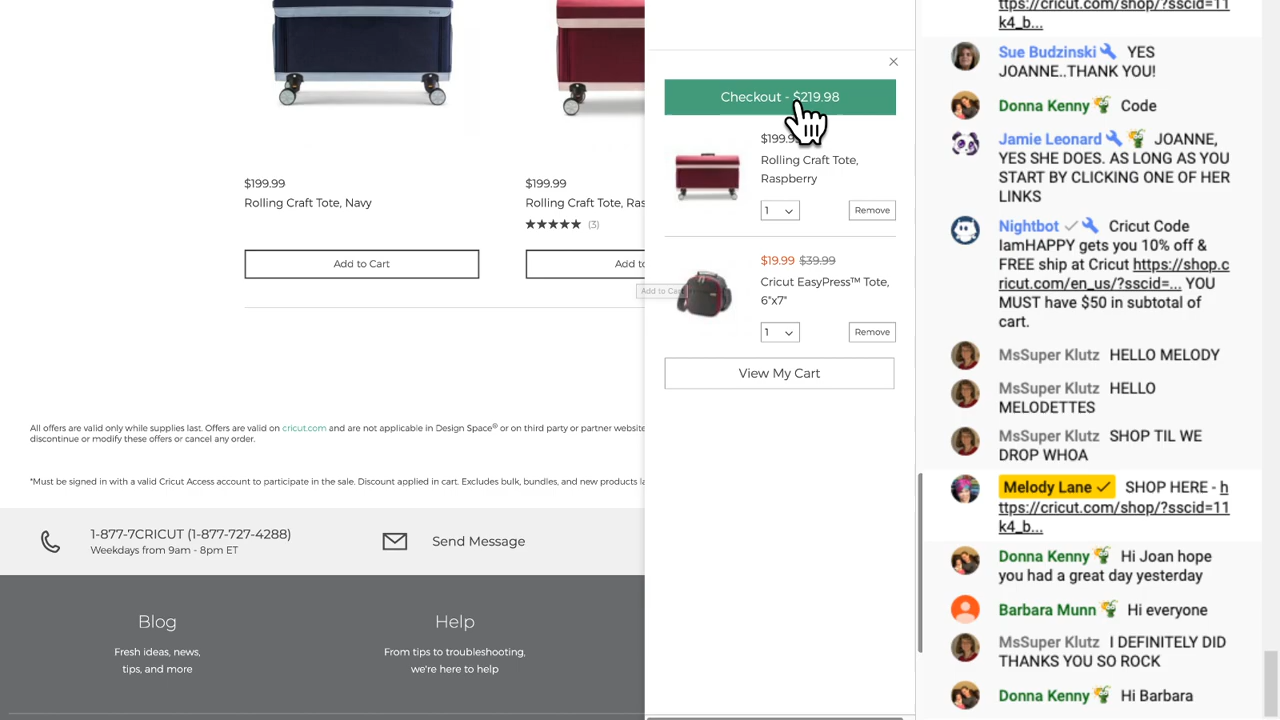 $199.99
Rolling Craft Tote, Navy
Add to Cart
$199.99
Rolling Craft Tote, Ras
(3)
Add to
All offers are valid only while supplies last. Offers are valid on cricut.com and are not applicable in Design Space® or on third party or partner website
discontinue or modify these offers or cancel any order.
*Must be signed in with a valid Cricut Access account to participate in the sale. Discount applied in cart. Excludes bulk, bundles, and new products la
1-877-7CRICUT (1-877-727-4288)
Weekdays from 9am - 8pm ET
Send Message
Blog
Fresh ideas, news,
tips, and more
Help
From tips to troubleshooting,
we're here to help
Checkout - $219.98
$199.9
Rolling Craft Tote,
Raspberry
1
Remove
$19.99 $39.99
Cricut EasyPress™ Tote,
6"x7"
Add to Cart
1
Remove
View My Cart
ttps://cricut.com/shop/?sscid=11
k4_b...
Sue Budzinski YES
JOANNE..THANK YOU!
Donna Kenny Code
Jamie Leonard JOANNE,
YES SHE DOES. AS LONG AS YOU
START BY CLICKING ONE OF HER
LINKS
Nightbot Cricut Code
IamHAPPY gets you 10% off &
FREE ship at Cricut https://shop.c
ricut.com/en_us/?sscid=... YOU
MUST have $50 in subtotal of
cart.
MsSuper Klutz HELLO MELODY
MsSuper Klutz HELLO
MELODETTES
MsSuper Klutz SHOP TIL WE
DROP WHOA
Melody Lane SHOP HERE - h
ttps://cricut.com/shop/?sscid=11
k4_b...
Donna Kenny Hi Joan hope
you had a great day yesterday
Barbara Munn Hi everyone
MsSuper Klutz I DEFINITELY DID
THANKS YOU SO ROCK
Donna Kenny Hi Barbara